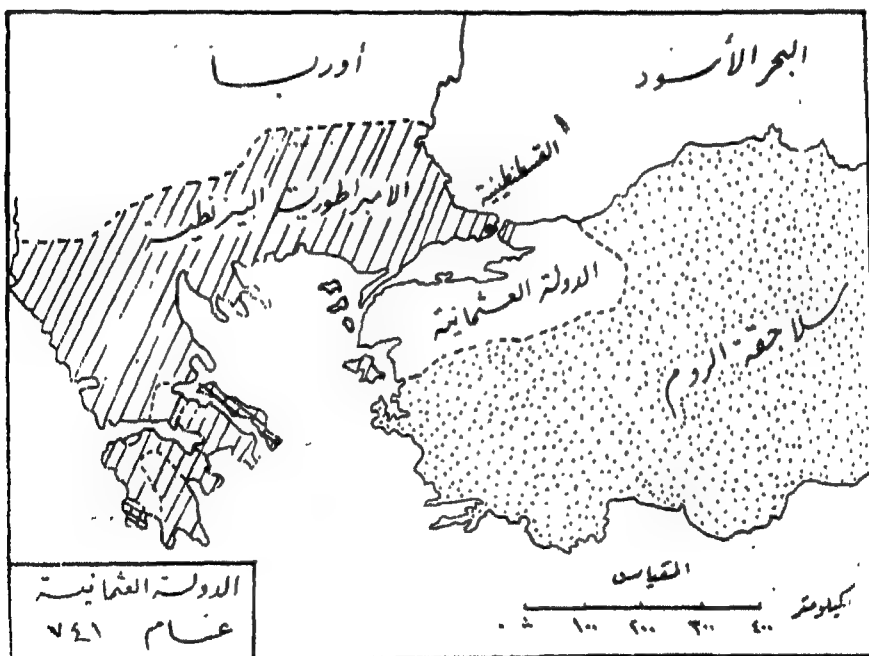 أوربا
البحر الأسود
القسطنطينية
الامبراطورية البيزنطية
الدولة العثمانية
سلاجقة الروم
المقياس
كيلومتر
٠ ١٠٠ ٢٠٠ ٣٠٠ ٤٠٠
الدولة العثمانية
عام ٧٤١